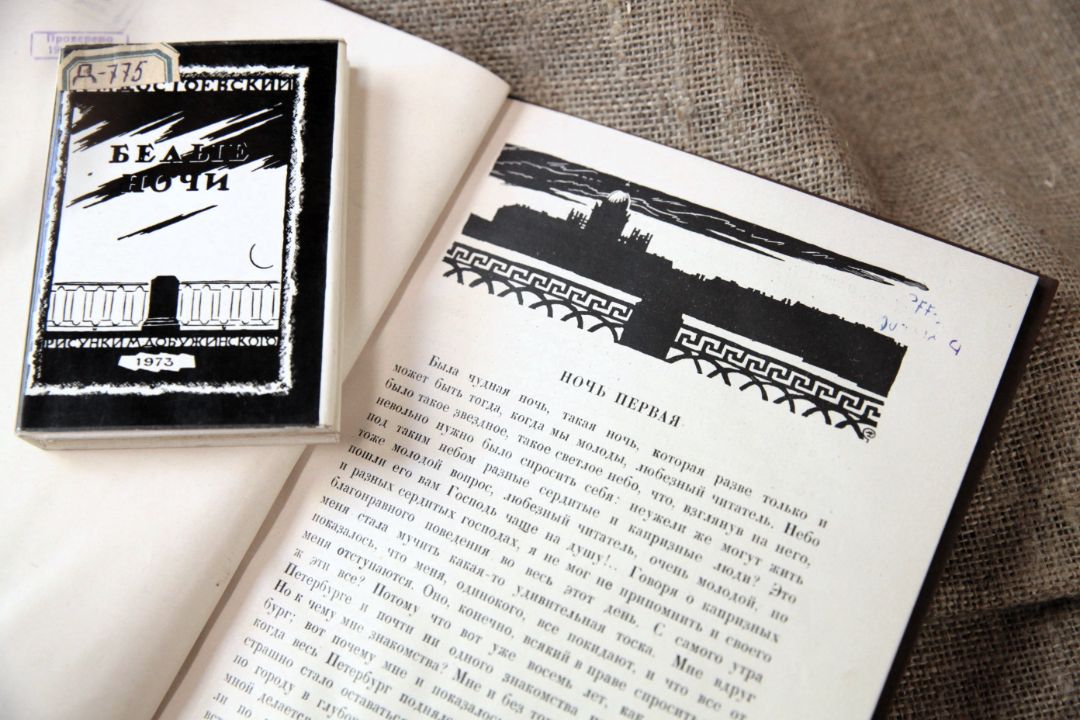 Проверено
Д-775
ДОСТОЕВСКИЙ
БЕЛЫЕ
НОЧИ
РИСУНКИ М. ДОБУЖИНСКОГО
1973
НОЧЬ ПЕРВАЯ
Была чудная ночь, такая ночь, которая разве только и
может быть тогда, когда мы молоды, любезный читатель. Небо
было такое звездное, такое светлое небо, что, взглянув на него,
невольно нужно было спросить себя: неужели же могут жить
под таким небом разные сердитые и капризные люди? Это
тоже молодой вопрос, любезный читатель, очень молодой, но
пошли его вам Господь чаще на душу!... Говоря о капризных
и разных сердитых господах, я не мог не припомнить и своего
благонравного поведения во весь этот день. С самого утра
меня стала мучить какая-то удивительная тоска. Мне вдруг
показалось, что меня, одинокого, все покидают, и что все от
меня отступаются. Оно, конечно, всякий в праве спросить
ж эти все? Потому что вот уже восемь лет, как
Петербурге и почти ни одного знакомства
Но к чему мне знакомства? Мне и без
бург; вот почему мне и показалось
когда весь Петербург поднялся
страшно стало оставаться
по городу в глубо
мной делается
ли по